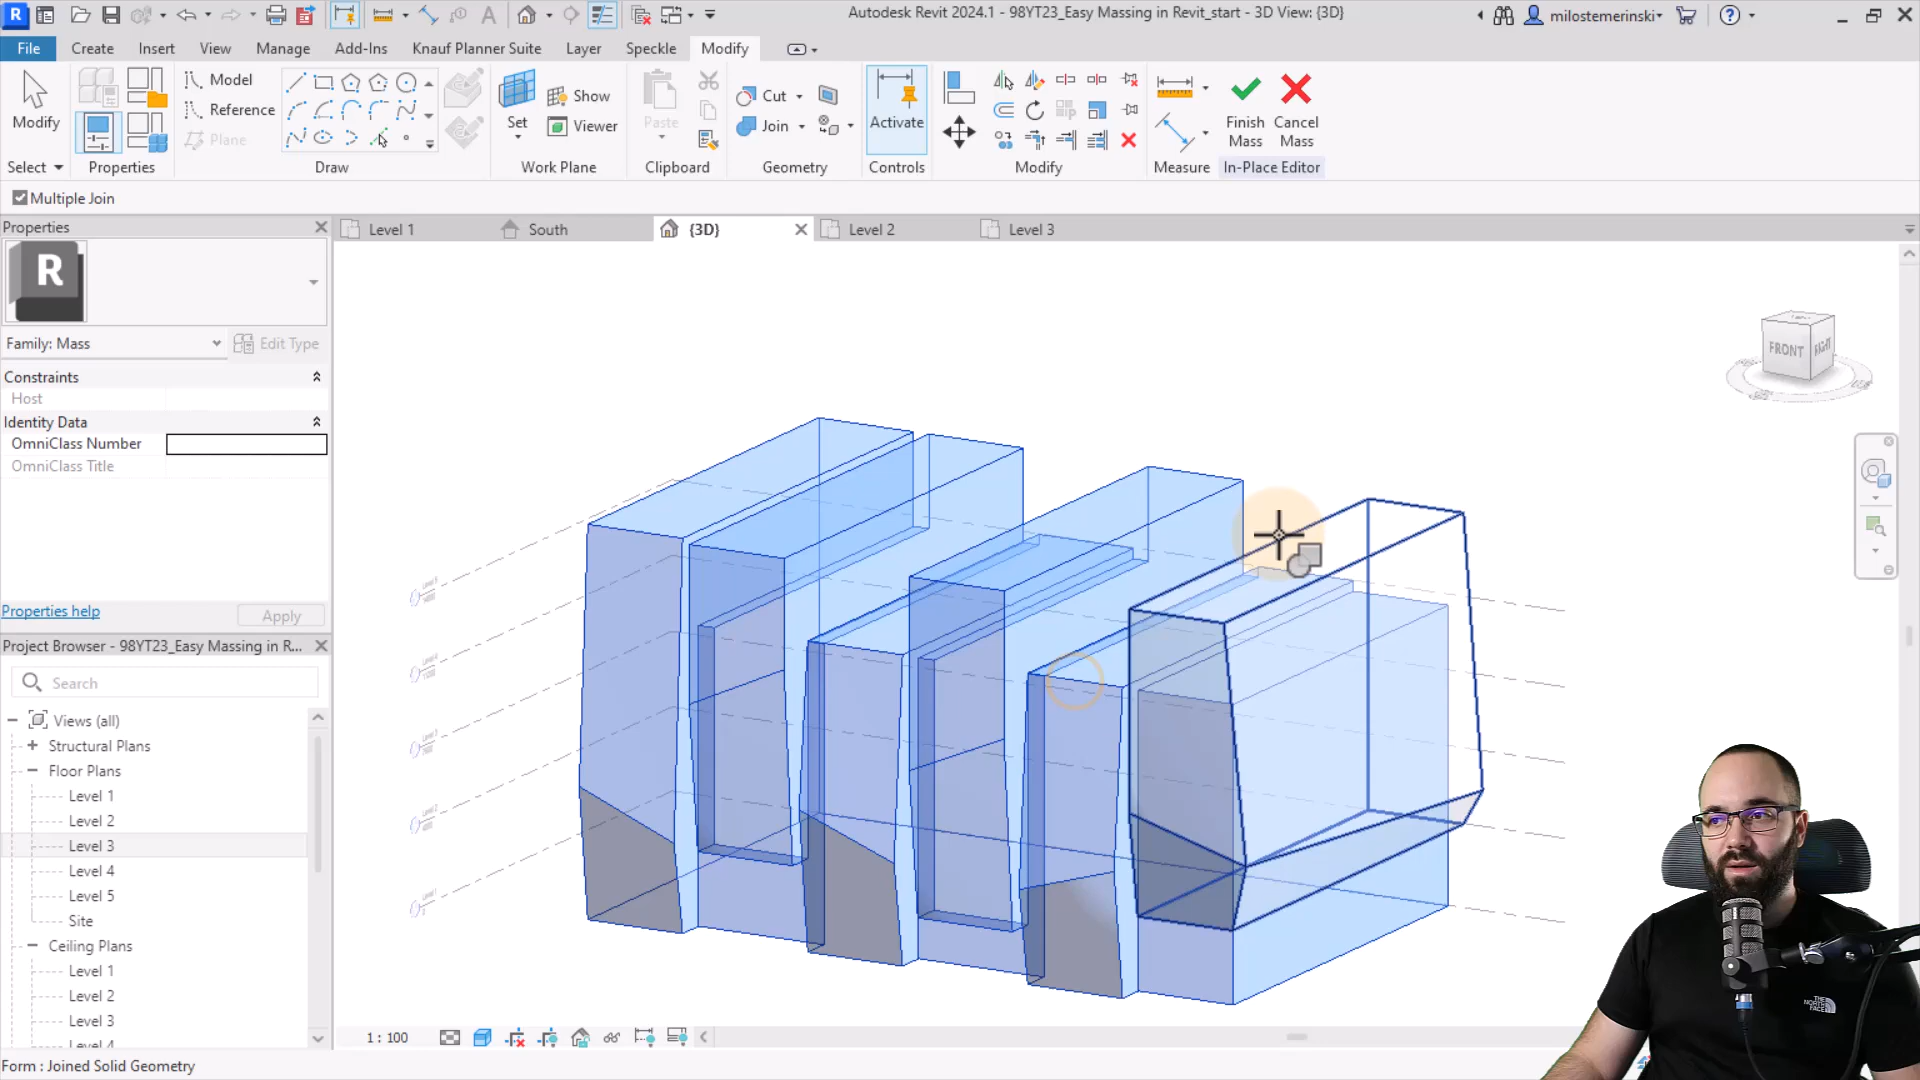 Autodesk Revit 2024.1 - 98YT23_Easy Massing in Revit_start - 3D View: {3D}
milostemerinski
File
Create
Insert
View
Manage
Add-Ins
Knauf Planner Suite
Layer
Speckle
Modify
Modify
Select
Properties
Model
Reference
Plane
Draw
Set
Show
Viewer
Work Plane
Paste
Clipboard
Cut
Join
Geometry
Activate
Controls
Modify
Measure
Finish Mass
Cancel Mass
In-Place Editor
Multiple Join
Properties
R
Family: Mass
Edit Type
Constraints
Host
Identity Data
OmniClass Number
OmniClass Title
Properties help
Apply
Project Browser - 98YT23_Easy Massing in R...
Search
Views (all)
Structural Plans
Floor Plans
Level 1
Level 2
Level 3
Level 4
Level 5
Site
Ceiling Plans
Level 1
Level 2
Level 3
Level 1
South
{3D}
Level 2
Level 3
FRONT
RIGHT
THE NORTH FACE
1 : 100
Form : Joined Solid Geometry